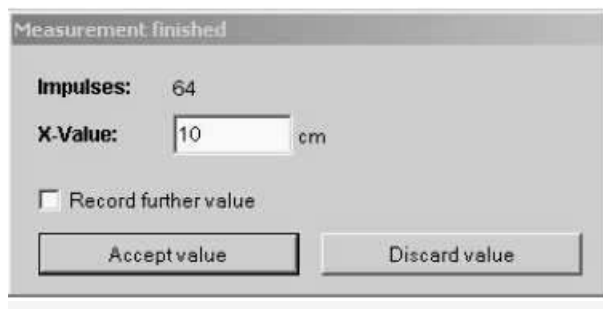 Measurement finished
Impulses: 64
X-Value: 10 cm
Record further value
Accept value Discard value